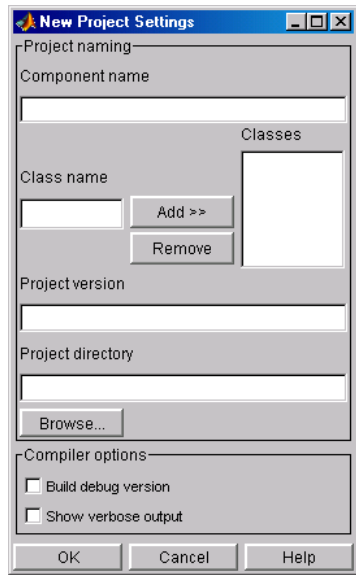 New Project Settings
Project naming
Component name
Classes
Class name
Add >>
Remove
Project version
Project directory
Browse...
Compiler options
Build debug version
Show verbose output
OK
Cancel
Help